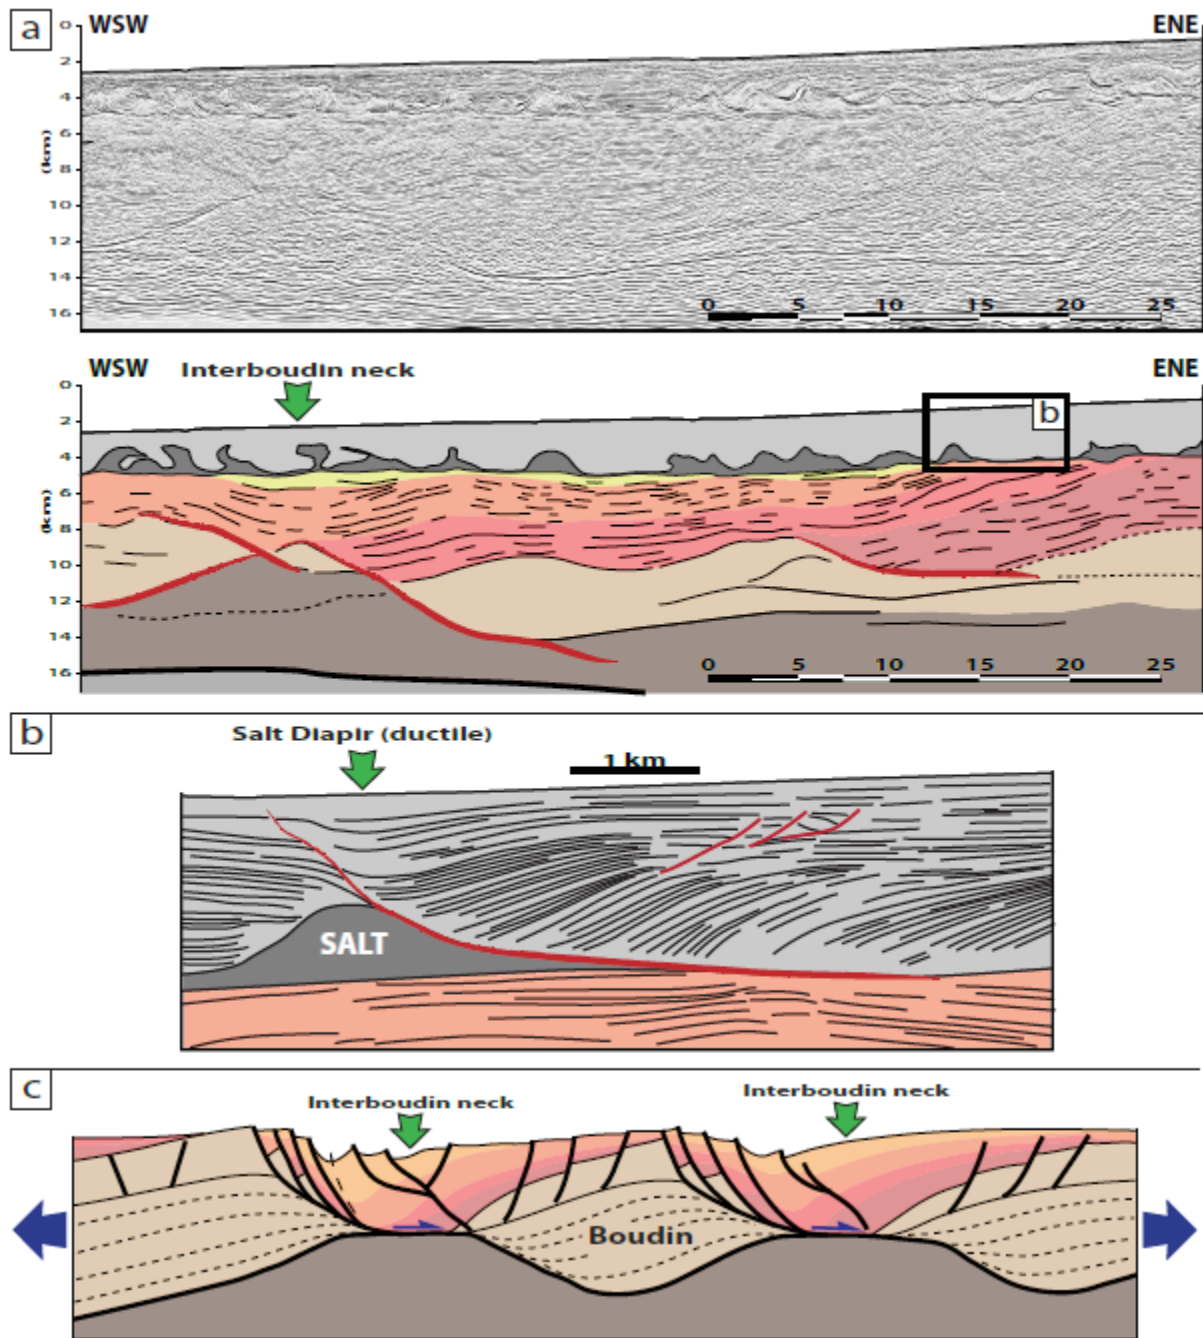 a
WSW
ENE
0
2
4
6
8
10
12
14
16
(km)
0 5 10 15 20 25
WSW
Interboudin neck
ENE
0
2
4
6
8
10
12
14
16
(km)
b
0 5 10 15 20 25
b
Salt Diapir (ductile)
1 km
SALT
c
Interboudin neck
Interboudin neck
Boudin